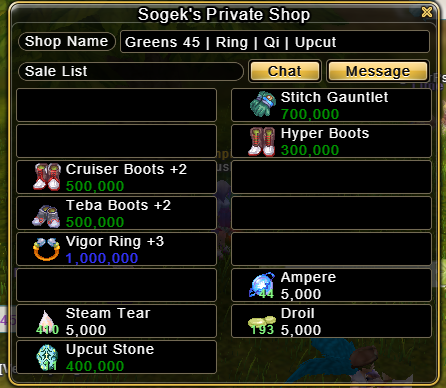 Sogek's Private Shop
Shop Name
Greens 45 | Ring | Qi | Upcut
Sale List
Chat
Message
Stitch Gauntlet
700,000
Hyper Boots
300,000
Cruiser Boots +2
500,000
Teba Boots +2
500,000
Vigor Ring +3
1,000,000
Ampere
44 5,000
Steam Tear
410 5,000
Droil
193 5,000
Upcut Stone
400,000